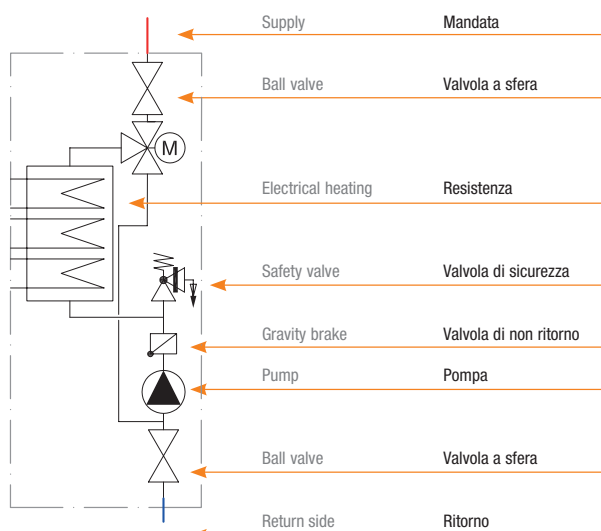 Supply Mandata
Ball valve Valvola a sfera
M
Electrical heating Resistenza
Safety valve Valvola di sicurezza
Gravity brake Valvola di non ritorno
Pump Pompa
Ball valve Valvola a sfera
Return side Ritorno